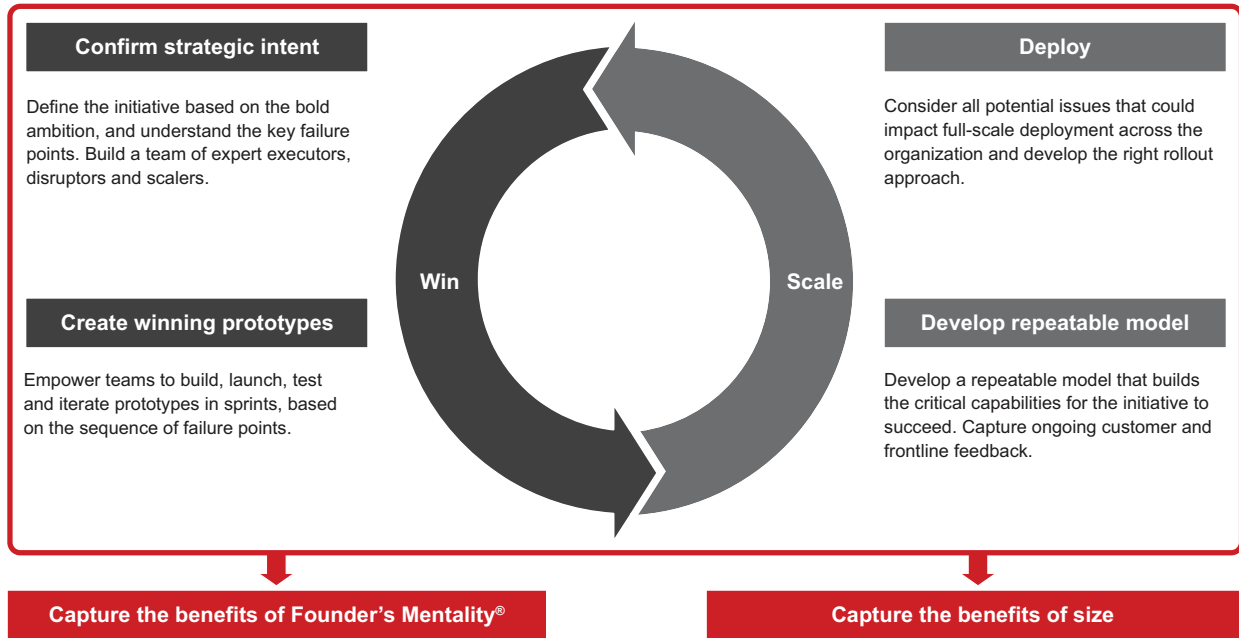 Confirm strategic intent
Define the initiative based on the bold
ambition, and understand the key failure
points. Build a team of expert executors,
disruptors and scalers.
Create winning prototypes
Empower teams to build, launch, test
and iterate prototypes in sprints, based
on the sequence of failure points.
Win
Scale
Deploy
Consider all potential issues that could
impact full-scale deployment across the
organization and develop the right rollout
approach.
Develop repeatable model
Develop a repeatable model that builds
the critical capabilities for the initiative to
succeed. Capture ongoing customer and
frontline feedback.
Capture the benefits of Founder’s Mentality®
Capture the benefits of size